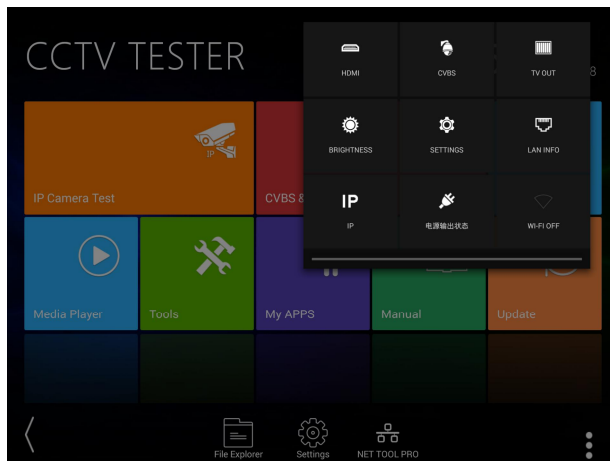 CCTV TESTER
8
HDMI
CVBS
TV OUT
BRIGHTNESS
SETTINGS
LAN INFO
IP
IP
电源输出状态
WI-FI OFF
IP
IP Camera Test
CVBS &
Media Player
Tools
My APPS
Manual
Update
File Explorer
Settings
NET TOOL PRO